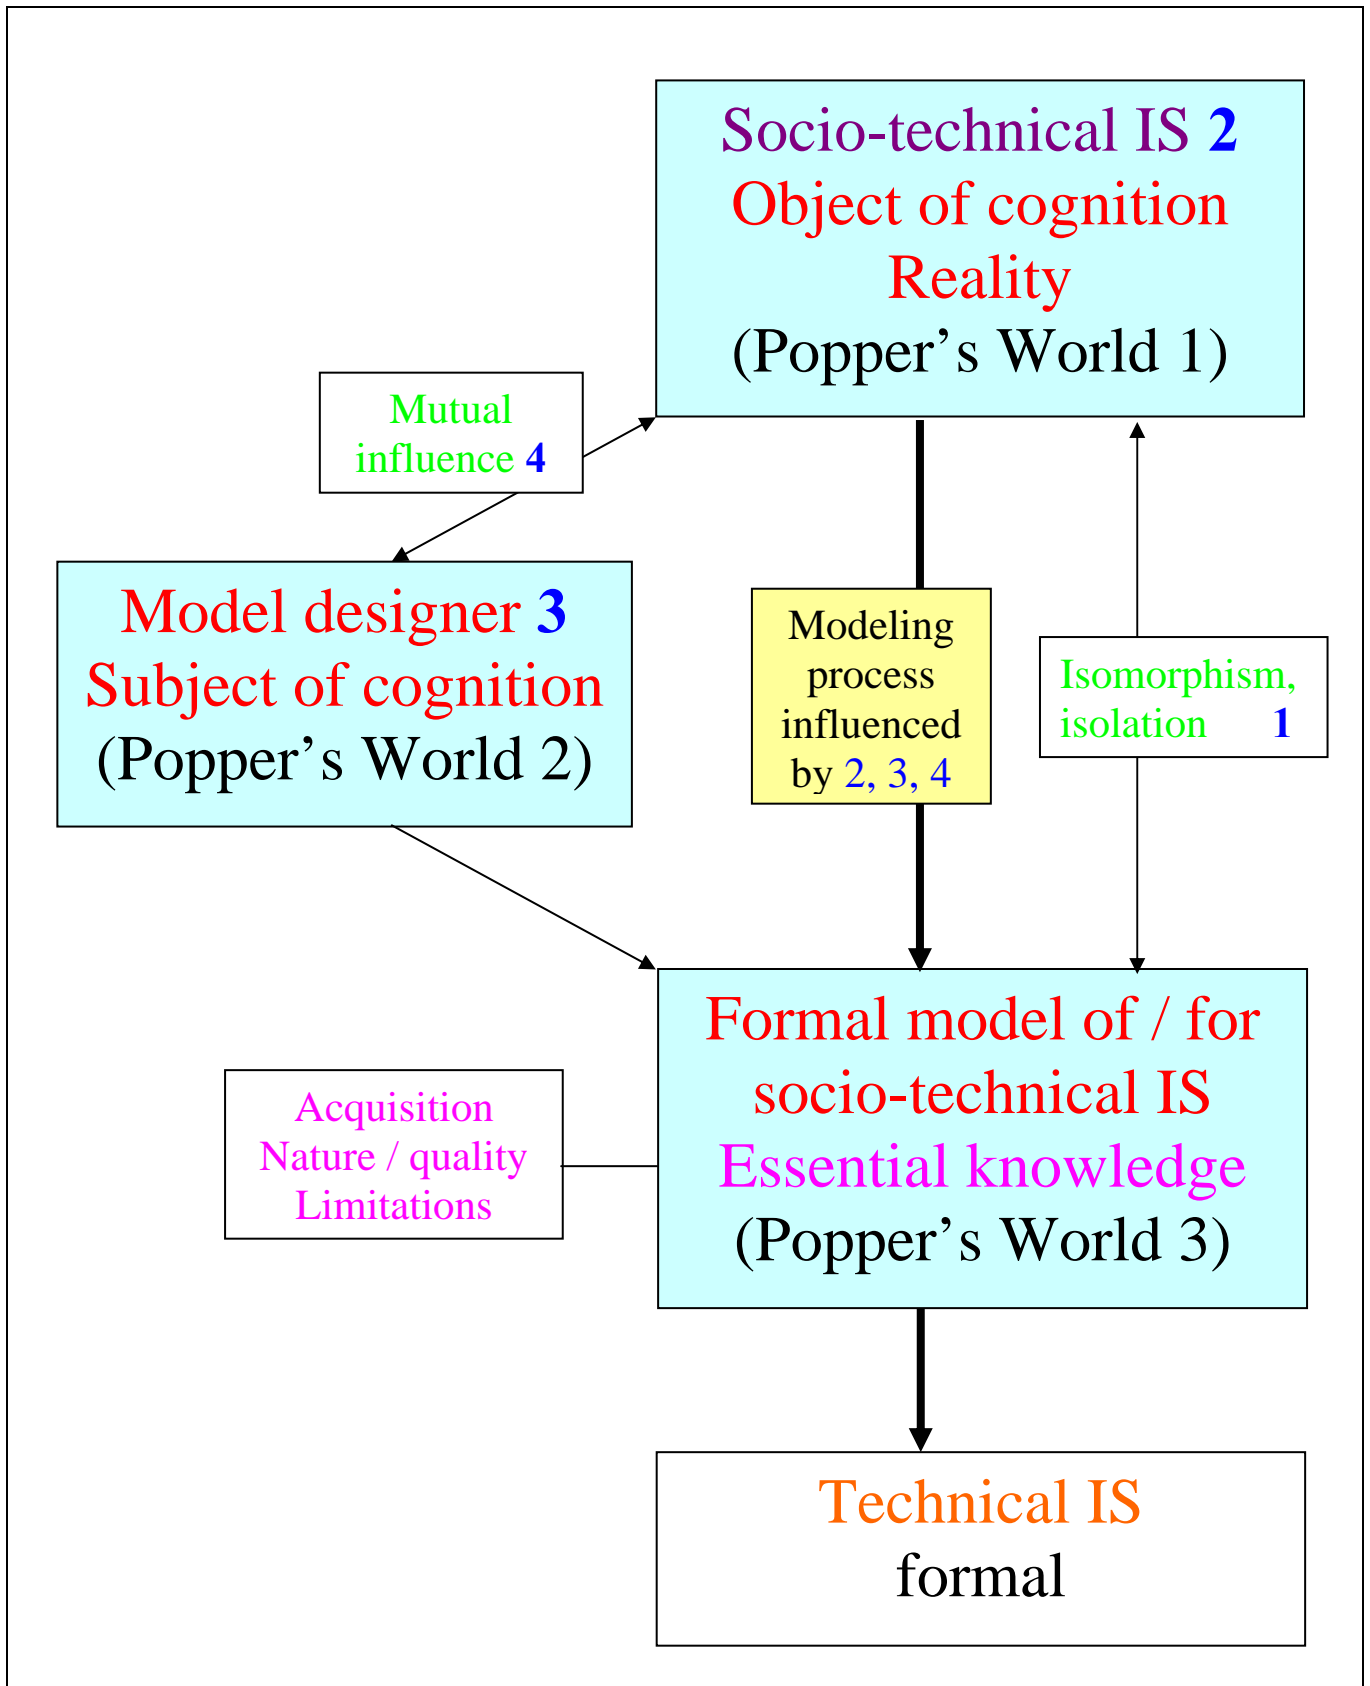 Socio-technical IS 2
Object of cognition
Reality
(Popper’s World 1)
Mutual
influence 4
Model designer 3
Subject of cognition
(Popper’s World 2)
Modeling
process
influenced
by 2, 3, 4
Isomorphism,
isolation 1
Formal model of / for
socio-technical IS
Essential knowledge
(Popper’s World 3)
Acquisition
Nature / quality
Limitations
Technical IS
formal